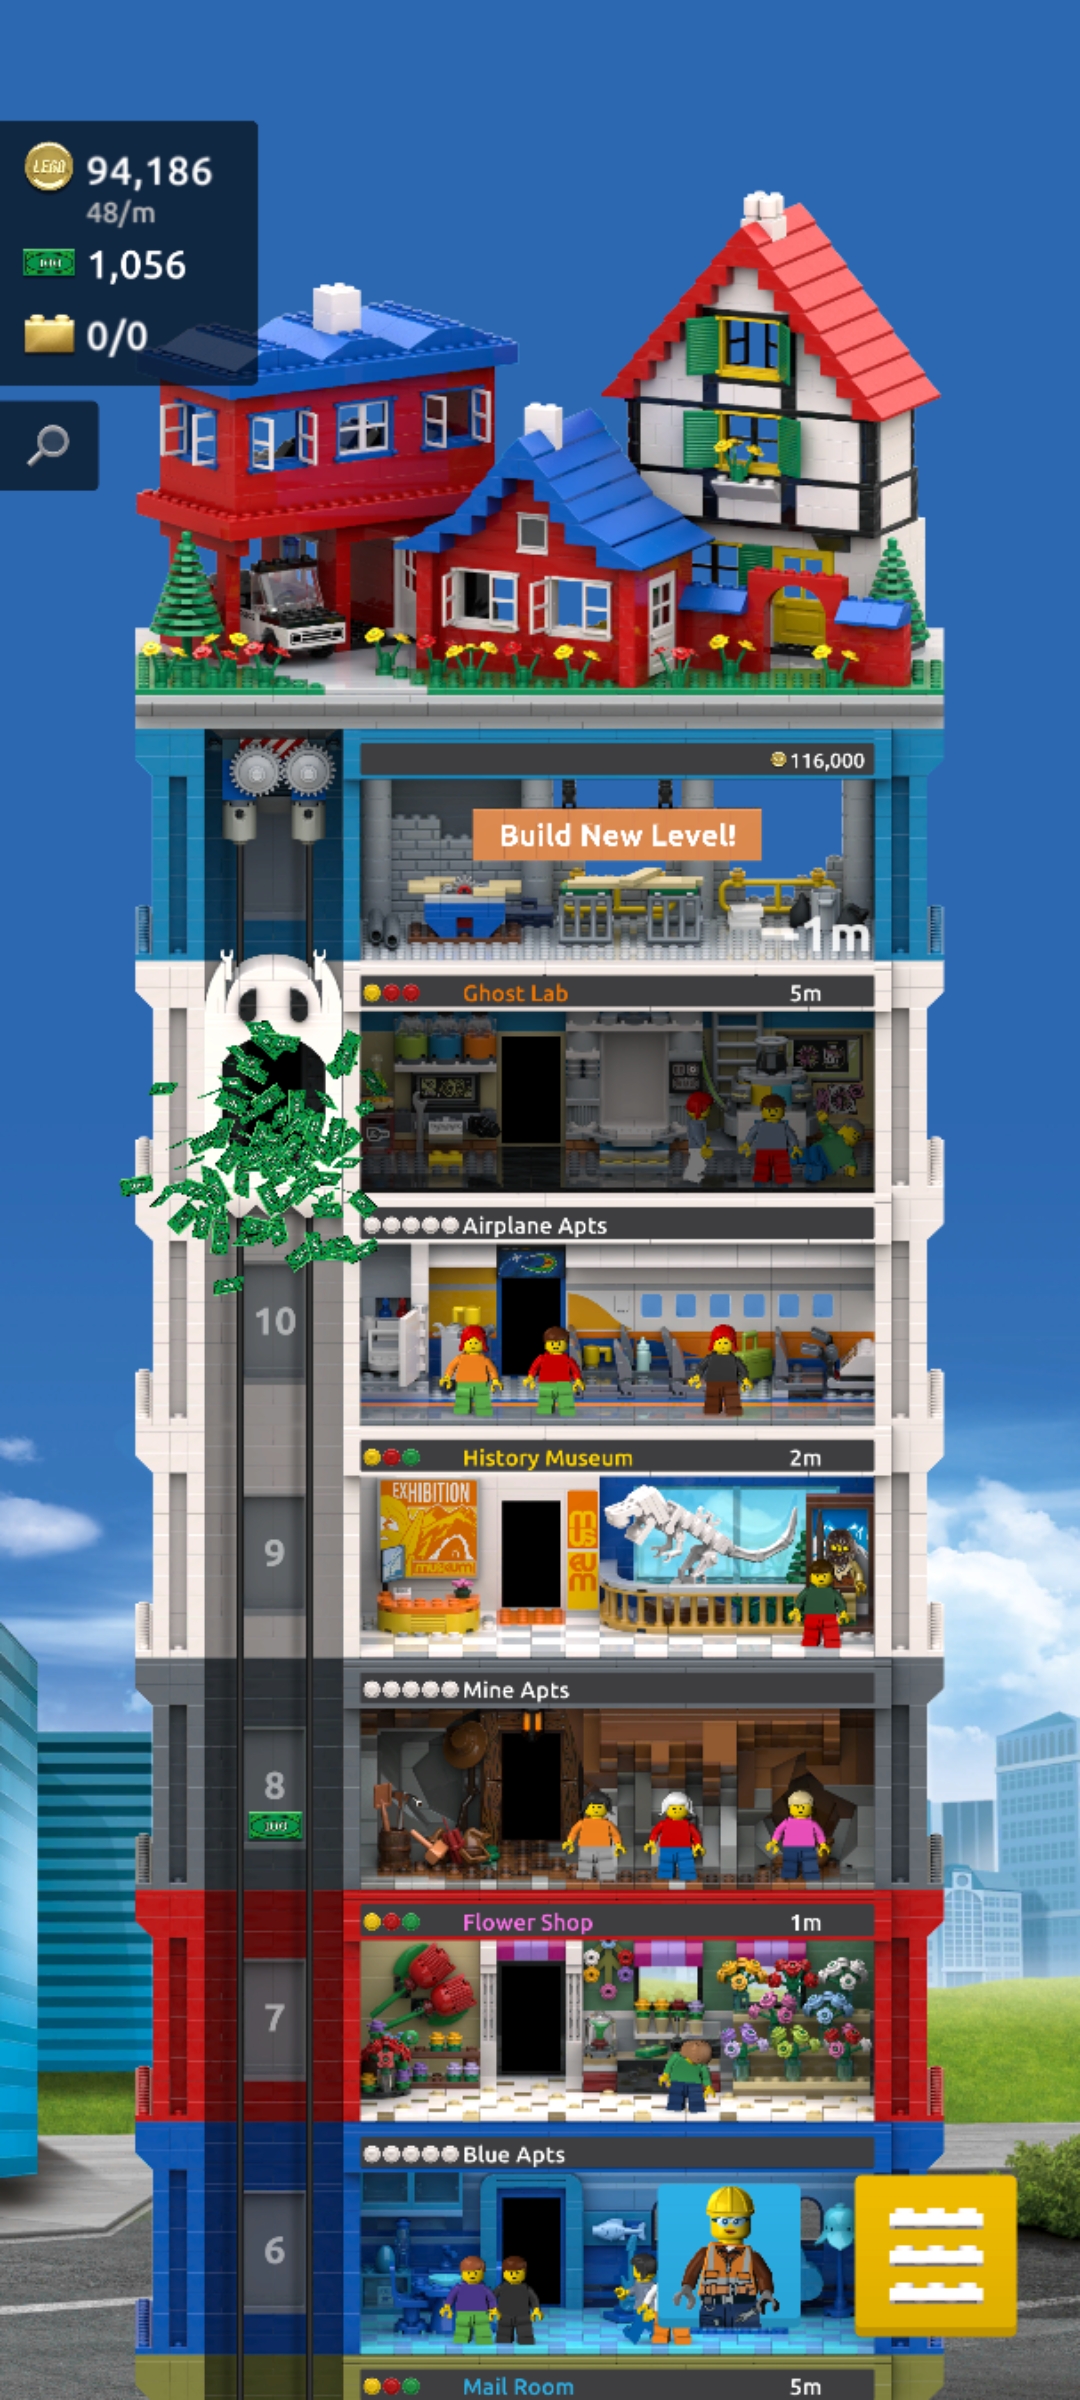 LEGO 94,186
48/m
1,056
0/0
116,000
Build New Level!
-1m
Ghost Lab 5m
Airplane Apts
10
History Museum 2m
EXHIBITION
museum
mus
eum
9
Mine Apts
8
Flower Shop 1m
7
Blue Apts
6
Mail Room 5m